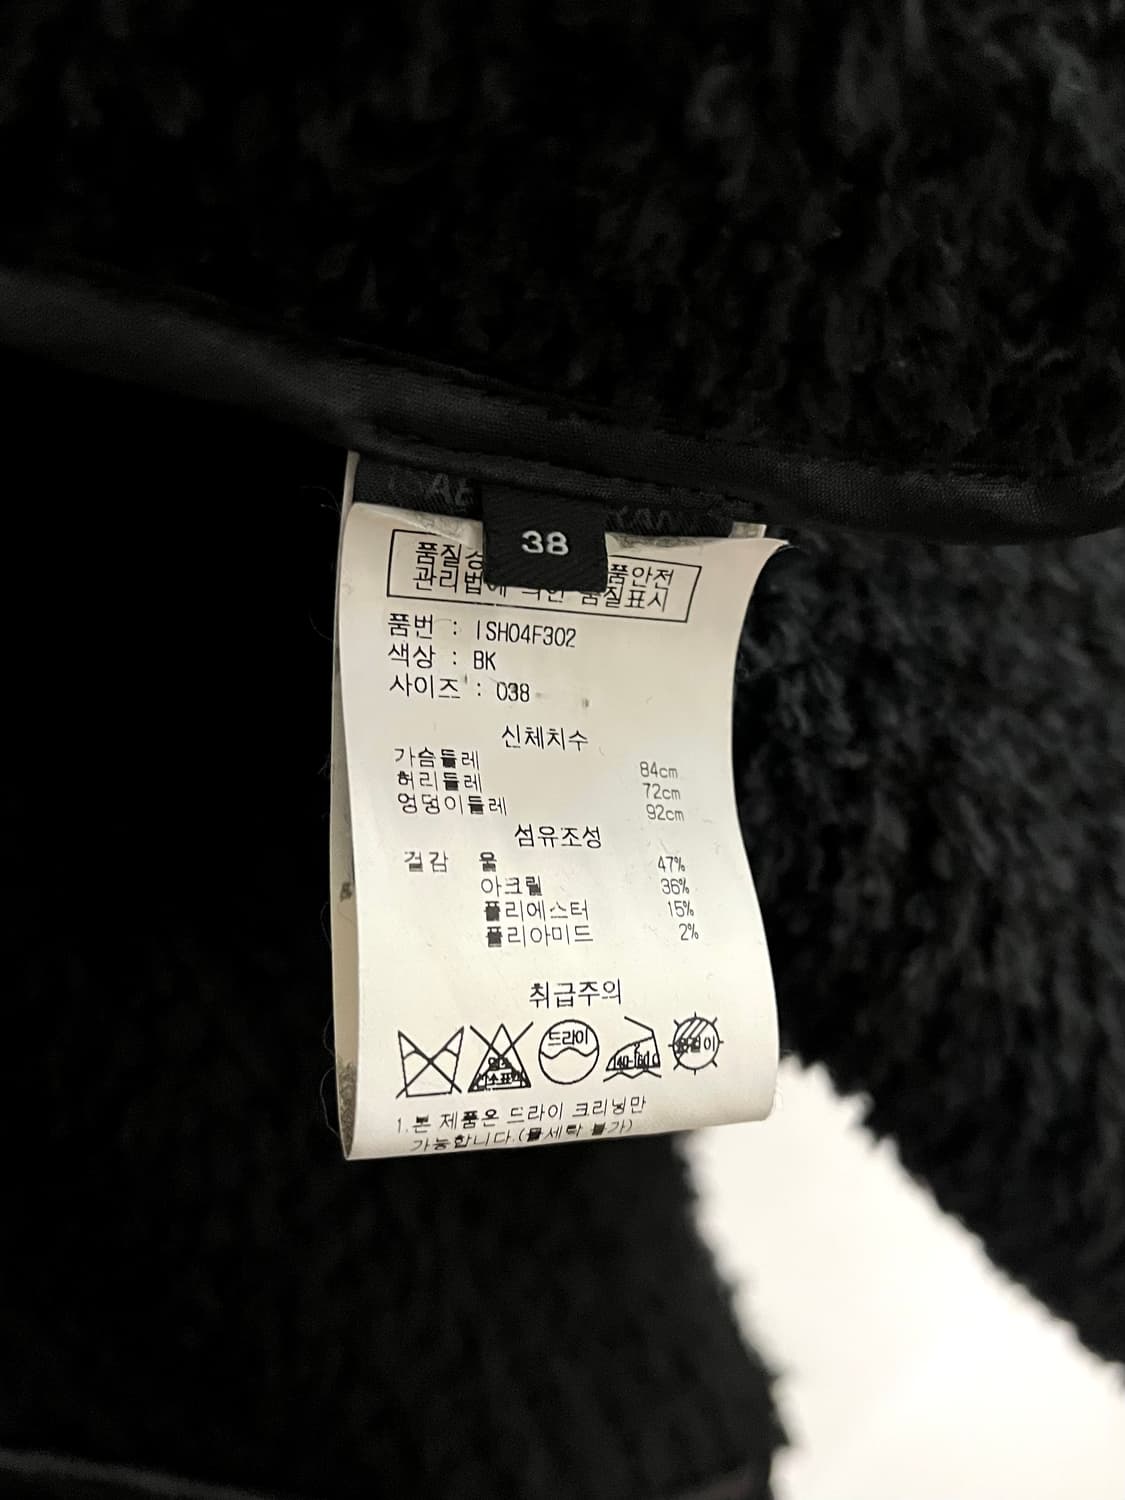 38
품질 품안전
관리법에 의한 품질표시
품번 : ISH04F302
색상 : BK
사이즈 : 038
신체치수
가슴둘레 84cm
허리둘레 72cm
엉덩이둘레 92cm
섬유조성
겉감 울 47%
아크릴 36%
폴리에스터 15%
폴리아미드 2%
취급주의
드라이 140-160℃ 옷걸이
1.본 제품은 드라이 크리닝만
가능합니다.(물세탁 불가)